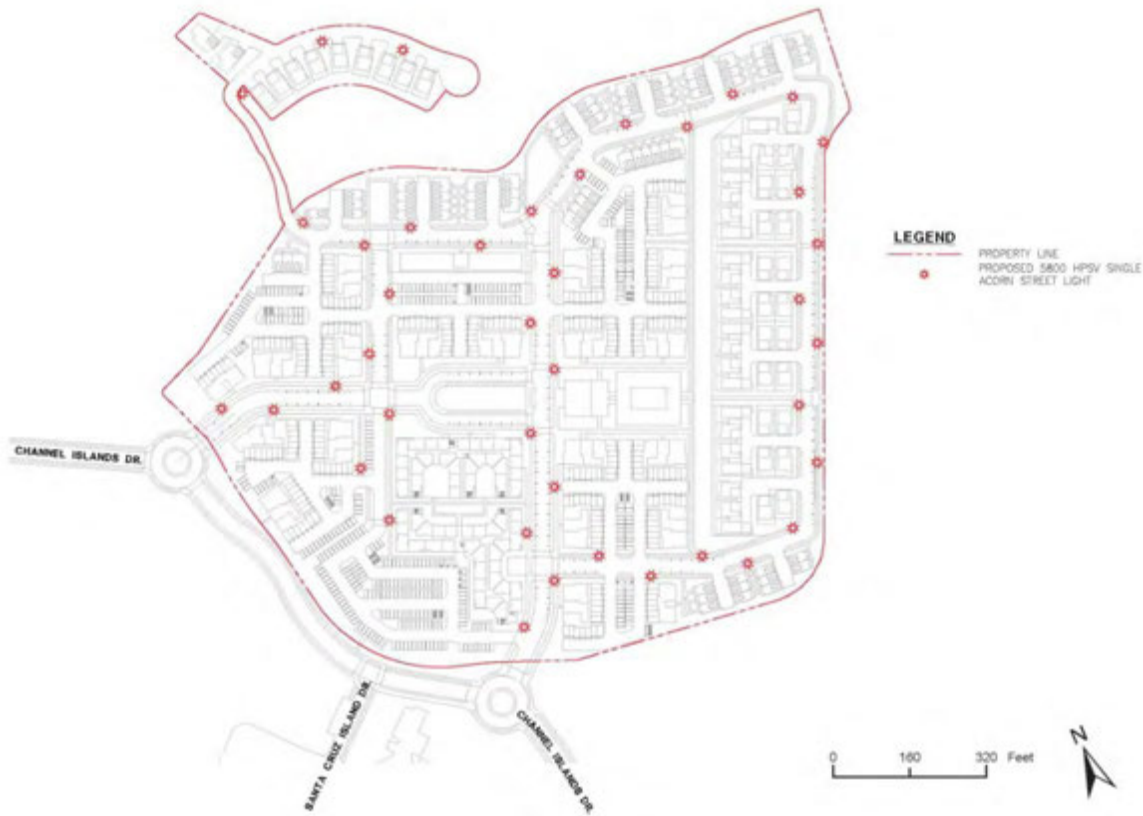 LEGEND
PROPERTY LINE
PROPOSED 5800 HPSV SINGLE
ACORN STREET LIGHT
CHANNEL ISLANDS DR.
SANTA CRUZ ISLAND DR.
CHANNEL ISLANDS DR.
0 160 320 Feet
N